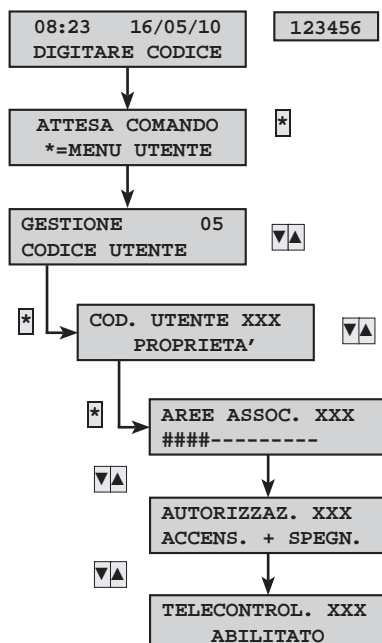 08:23 16/05/10
DIGITARE CODICE
123456
ATTESA COMANDO
*=MENU UTENTE
*
GESTIONE 05
CODICE UTENTE
▼▲
*
COD. UTENTE XXX
PROPRIETA’
▼▲
*
AREE ASSOC. XXX
####---------
▼▲
AUTORIZZAZ. XXX
ACCENS. + SPEGN.
▼▲
TELECONTROL. XXX
ABILITATO